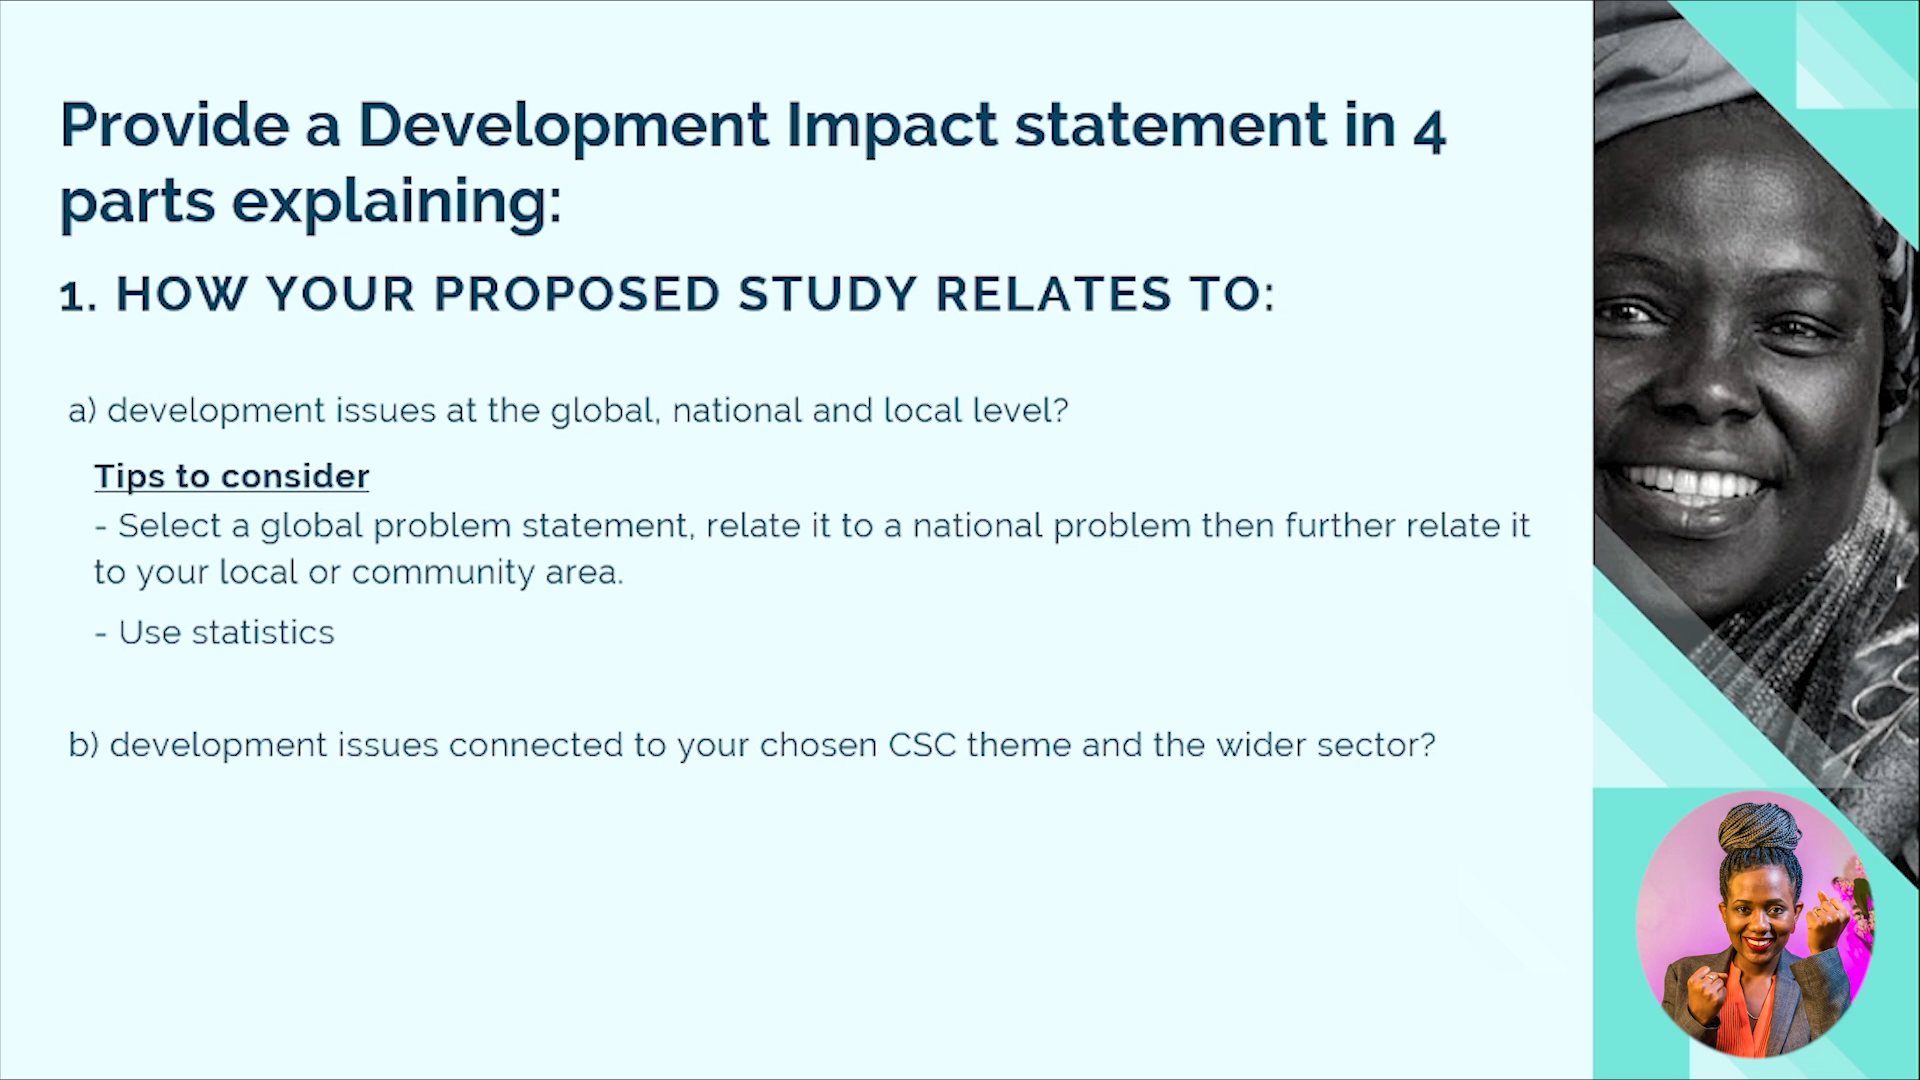 Provide a Development Impact statement in 4
parts explaining:
1. HOW YOUR PROPOSED STUDY RELATES TO:
a) development issues at the global, national and local level?
Tips to consider
- Select a global problem statement, relate it to a national problem then further relate it
to your local or community area.
- Use statistics
b) development issues connected to your chosen CSC theme and the wider sector?